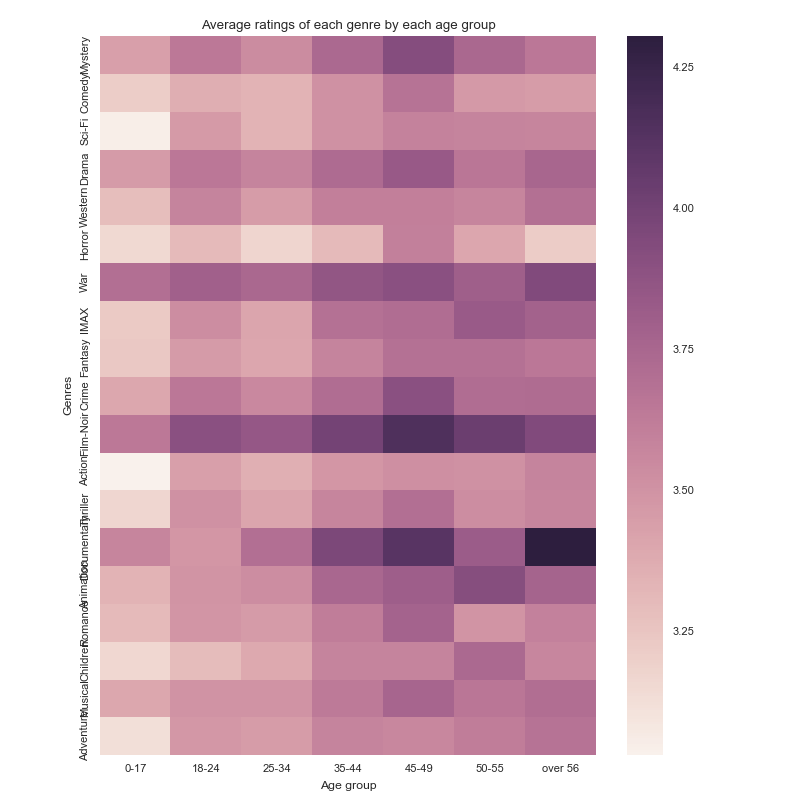 Average ratings of each genre by each age group
Genres
Mystery
Comedy
Sci-Fi
Drama
Western
Horror
War
IMAX
Fantasy
Crime
Film-Noir
Action
Thriller
Documentary
Animation
Romance
Children
Musical
Adventure
0-17 18-24 25-34 35-44 45-49 50-55 over 56
Age group
4.25
4.00
3.75
3.50
3.25